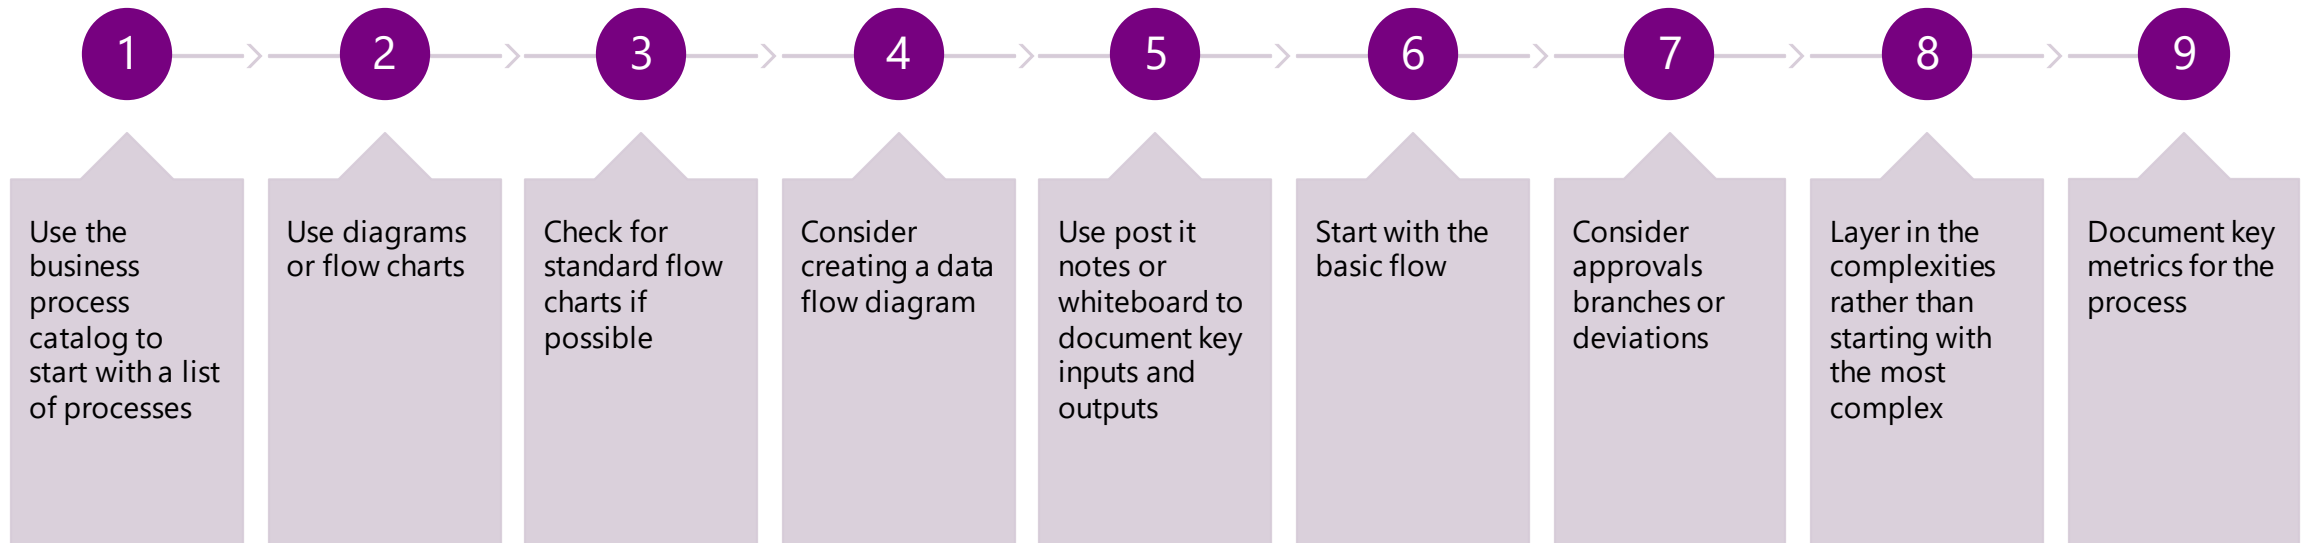 1
2
3
4
5
6
7
8
9
Use the
business
process
catalog to
start with a list
of processes
Use diagrams
or flow charts
Check for
standard flow
charts if
possible
Consider
creating a data
flow diagram
Use post it
notes or
whiteboard to
document key
inputs and
outputs
Start with the
basic flow
Consider
approvals
branches or
deviations
Layer in the
complexities
rather than
starting with
the most
complex
Document key
metrics for the
process